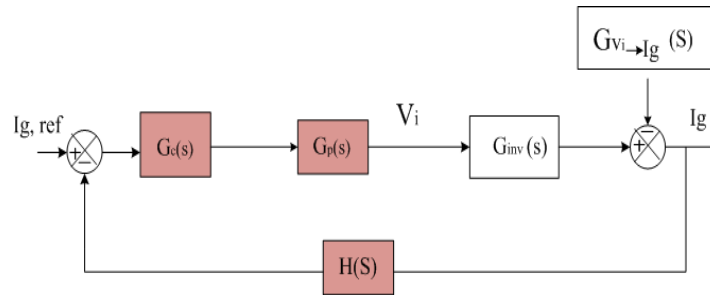 Gvi→Ig (S)
Ig, ref
Vi
Ig
+
−
Gc(s)
Gp(s)
Ginv(s)
+
−
H(S)